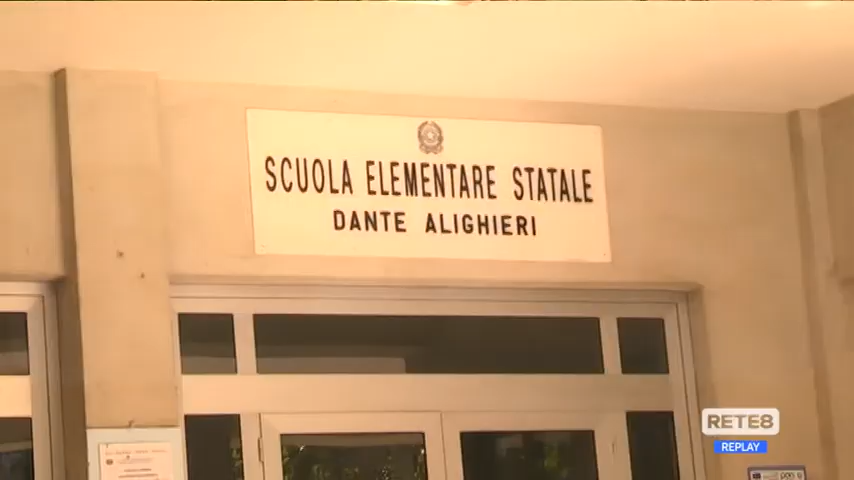 SCUOLA ELEMENTARE STATALE
DANTE ALIGHIERI
RETE8
REPLAY